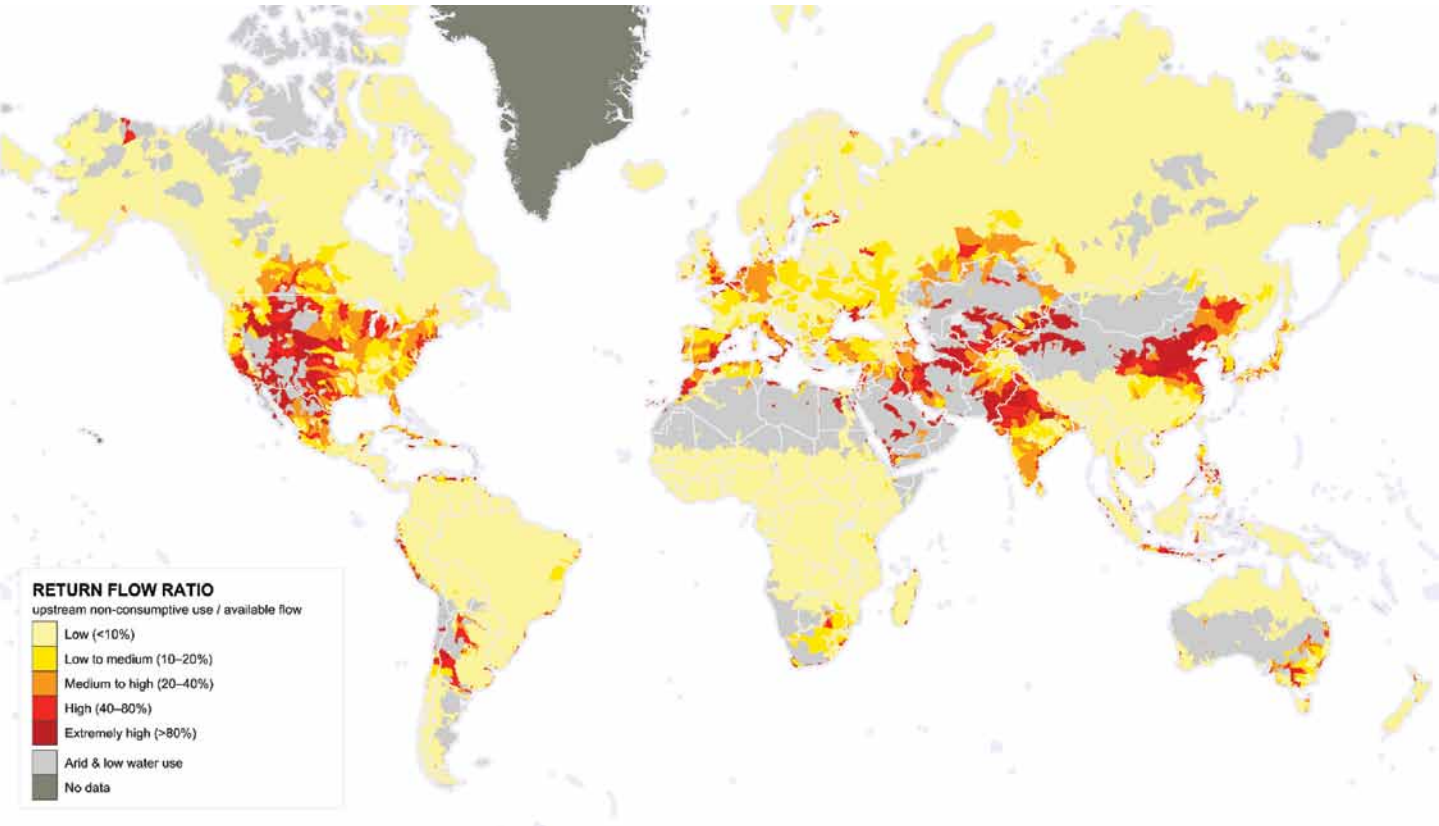 RETURN FLOW RATIO
upstream non-consumptive use / available flow
Low (<10%)
Low to medium (10–20%)
Medium to high (20–40%)
High (40–80%)
Extremely high (>80%)
Arid & low water use
No data